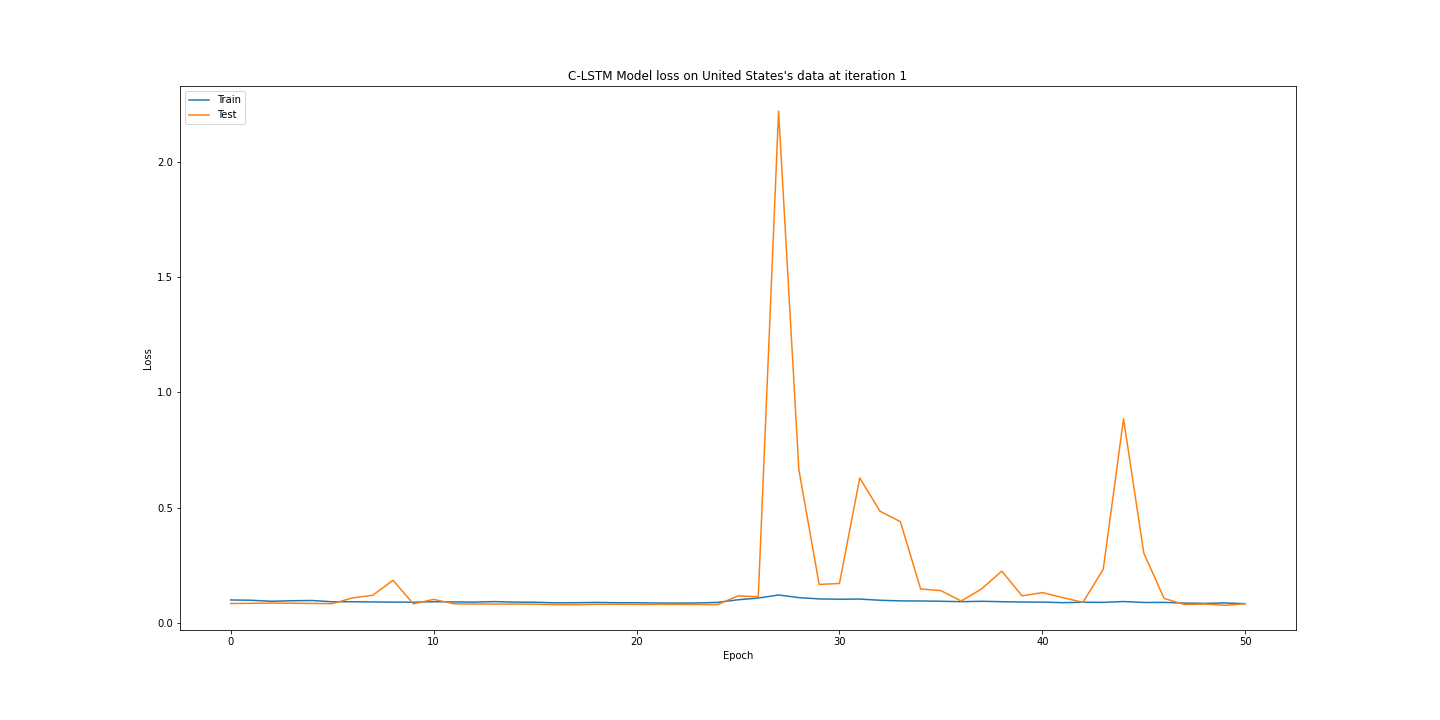 C-LSTM Model loss on United States's data at iteration 1
Train
Test
2.0
1.5
1.0
0.5
0.0
Loss
0 10 20 30 40 50
Epoch